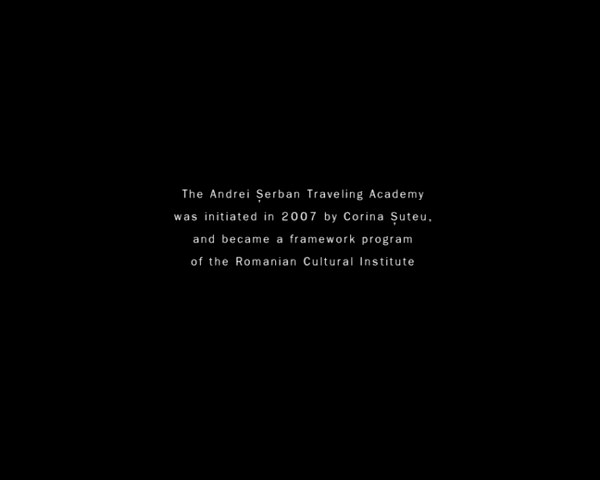 The Andrei Șerban Traveling Academy
was initiated in 2007 by Corina Șuteu,
and became a framework program
of the Romanian Cultural Institute